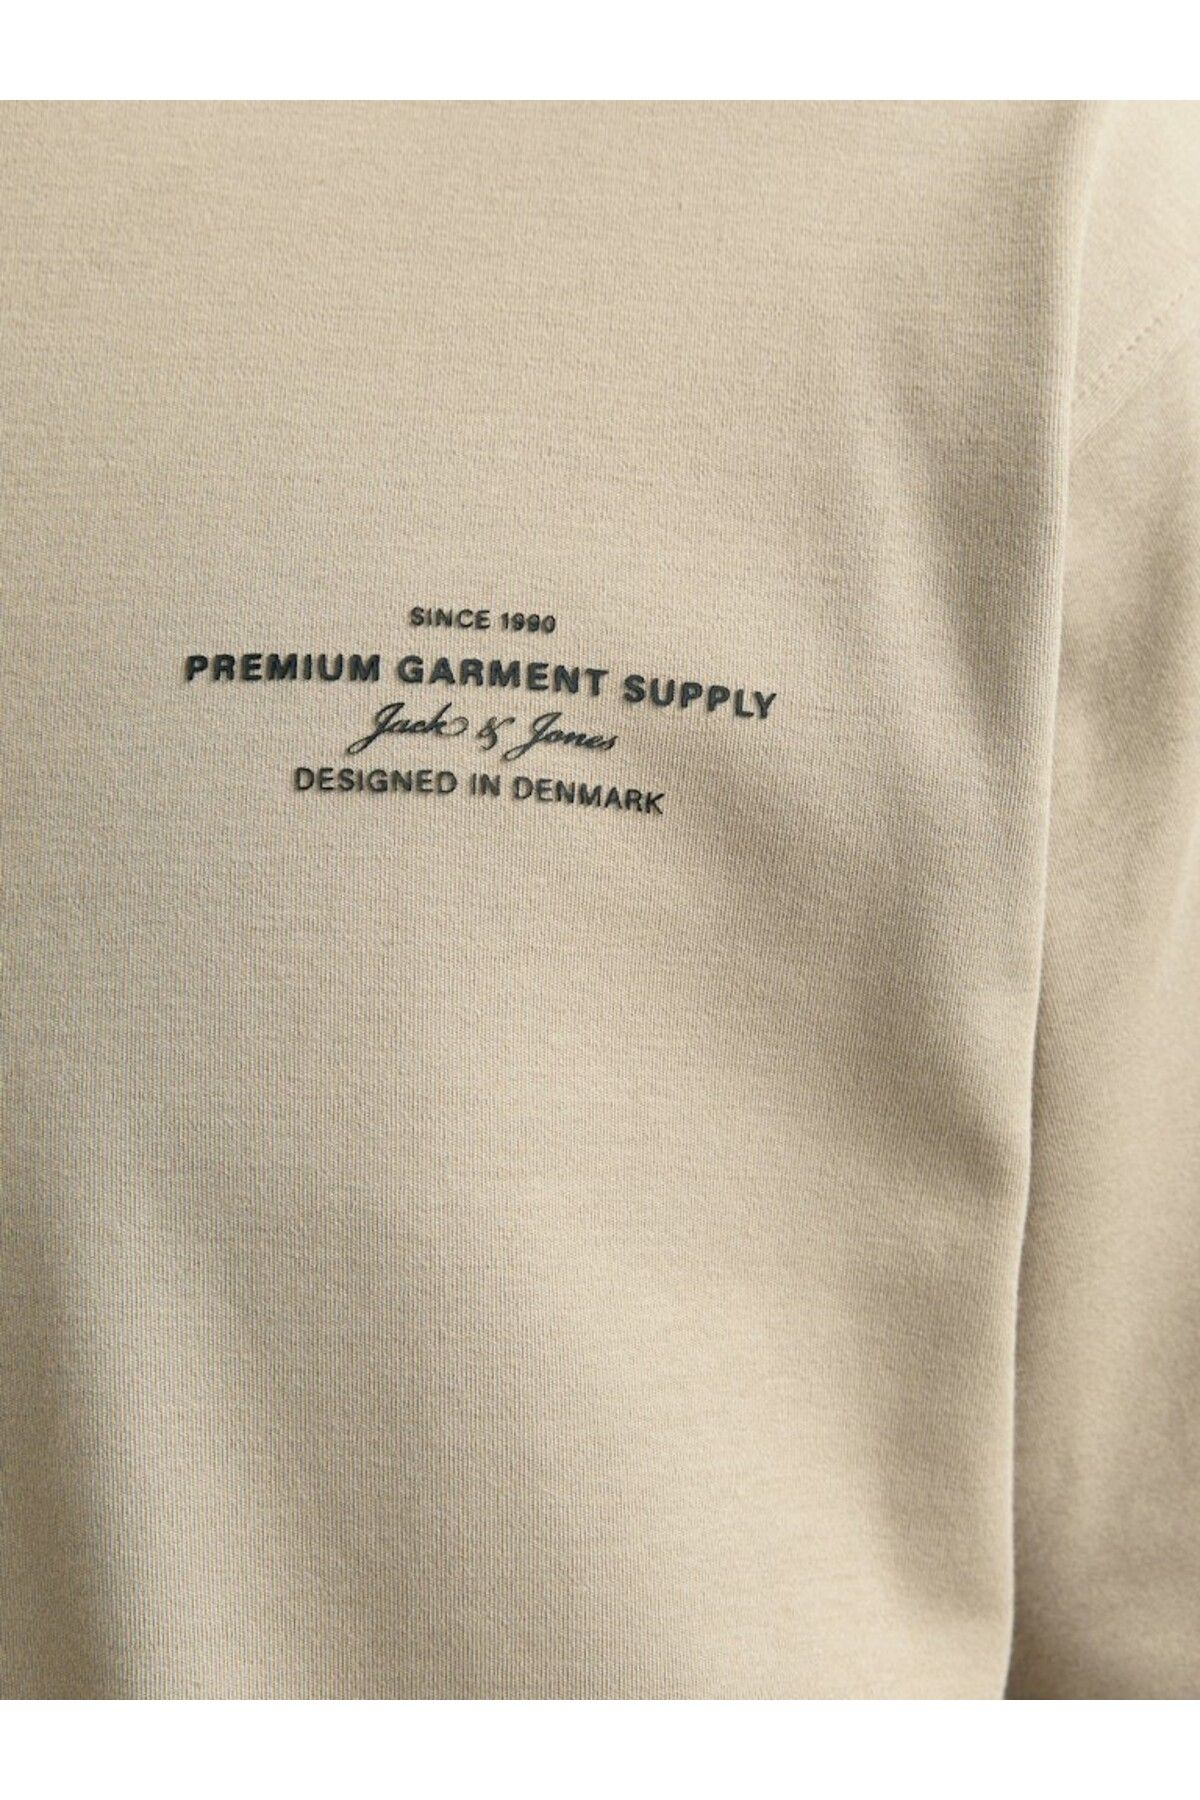 SINCE 1990
PREMIUM GARMENT SUPPLY
Jack & Jones
DESIGNED IN DENMARK